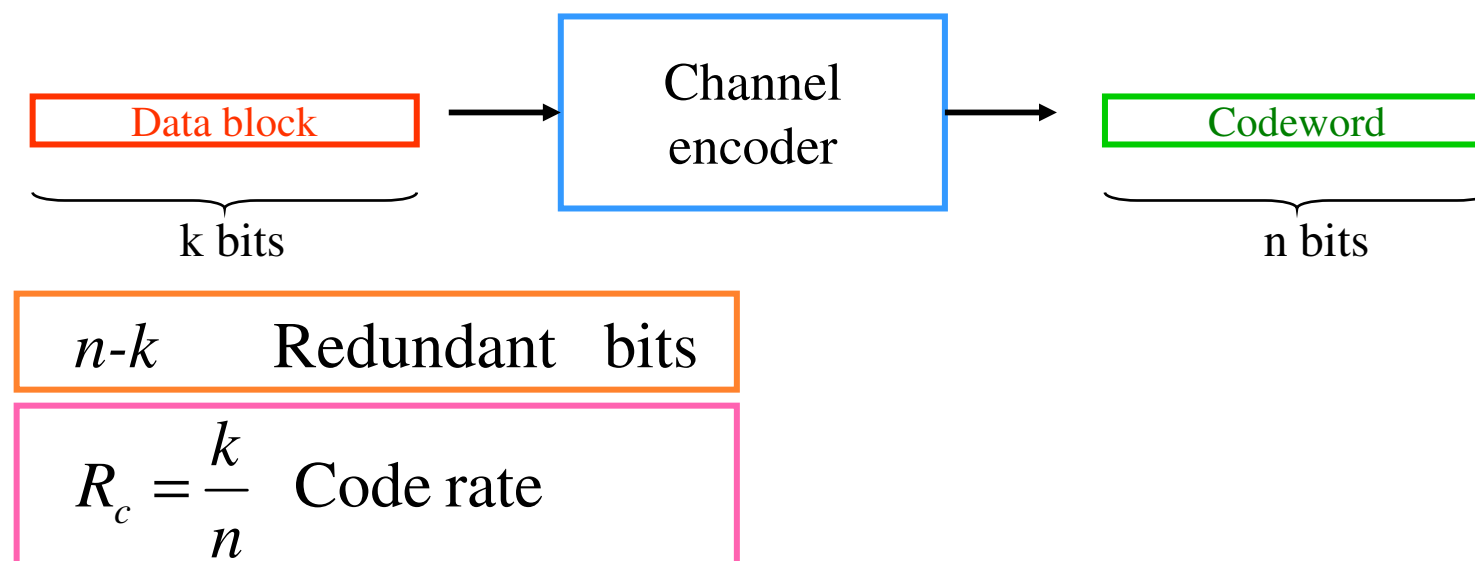 Data block
Channel
encoder
Codeword
k bits
n bits
n-k Redundant bits
R_c = k/n Code rate